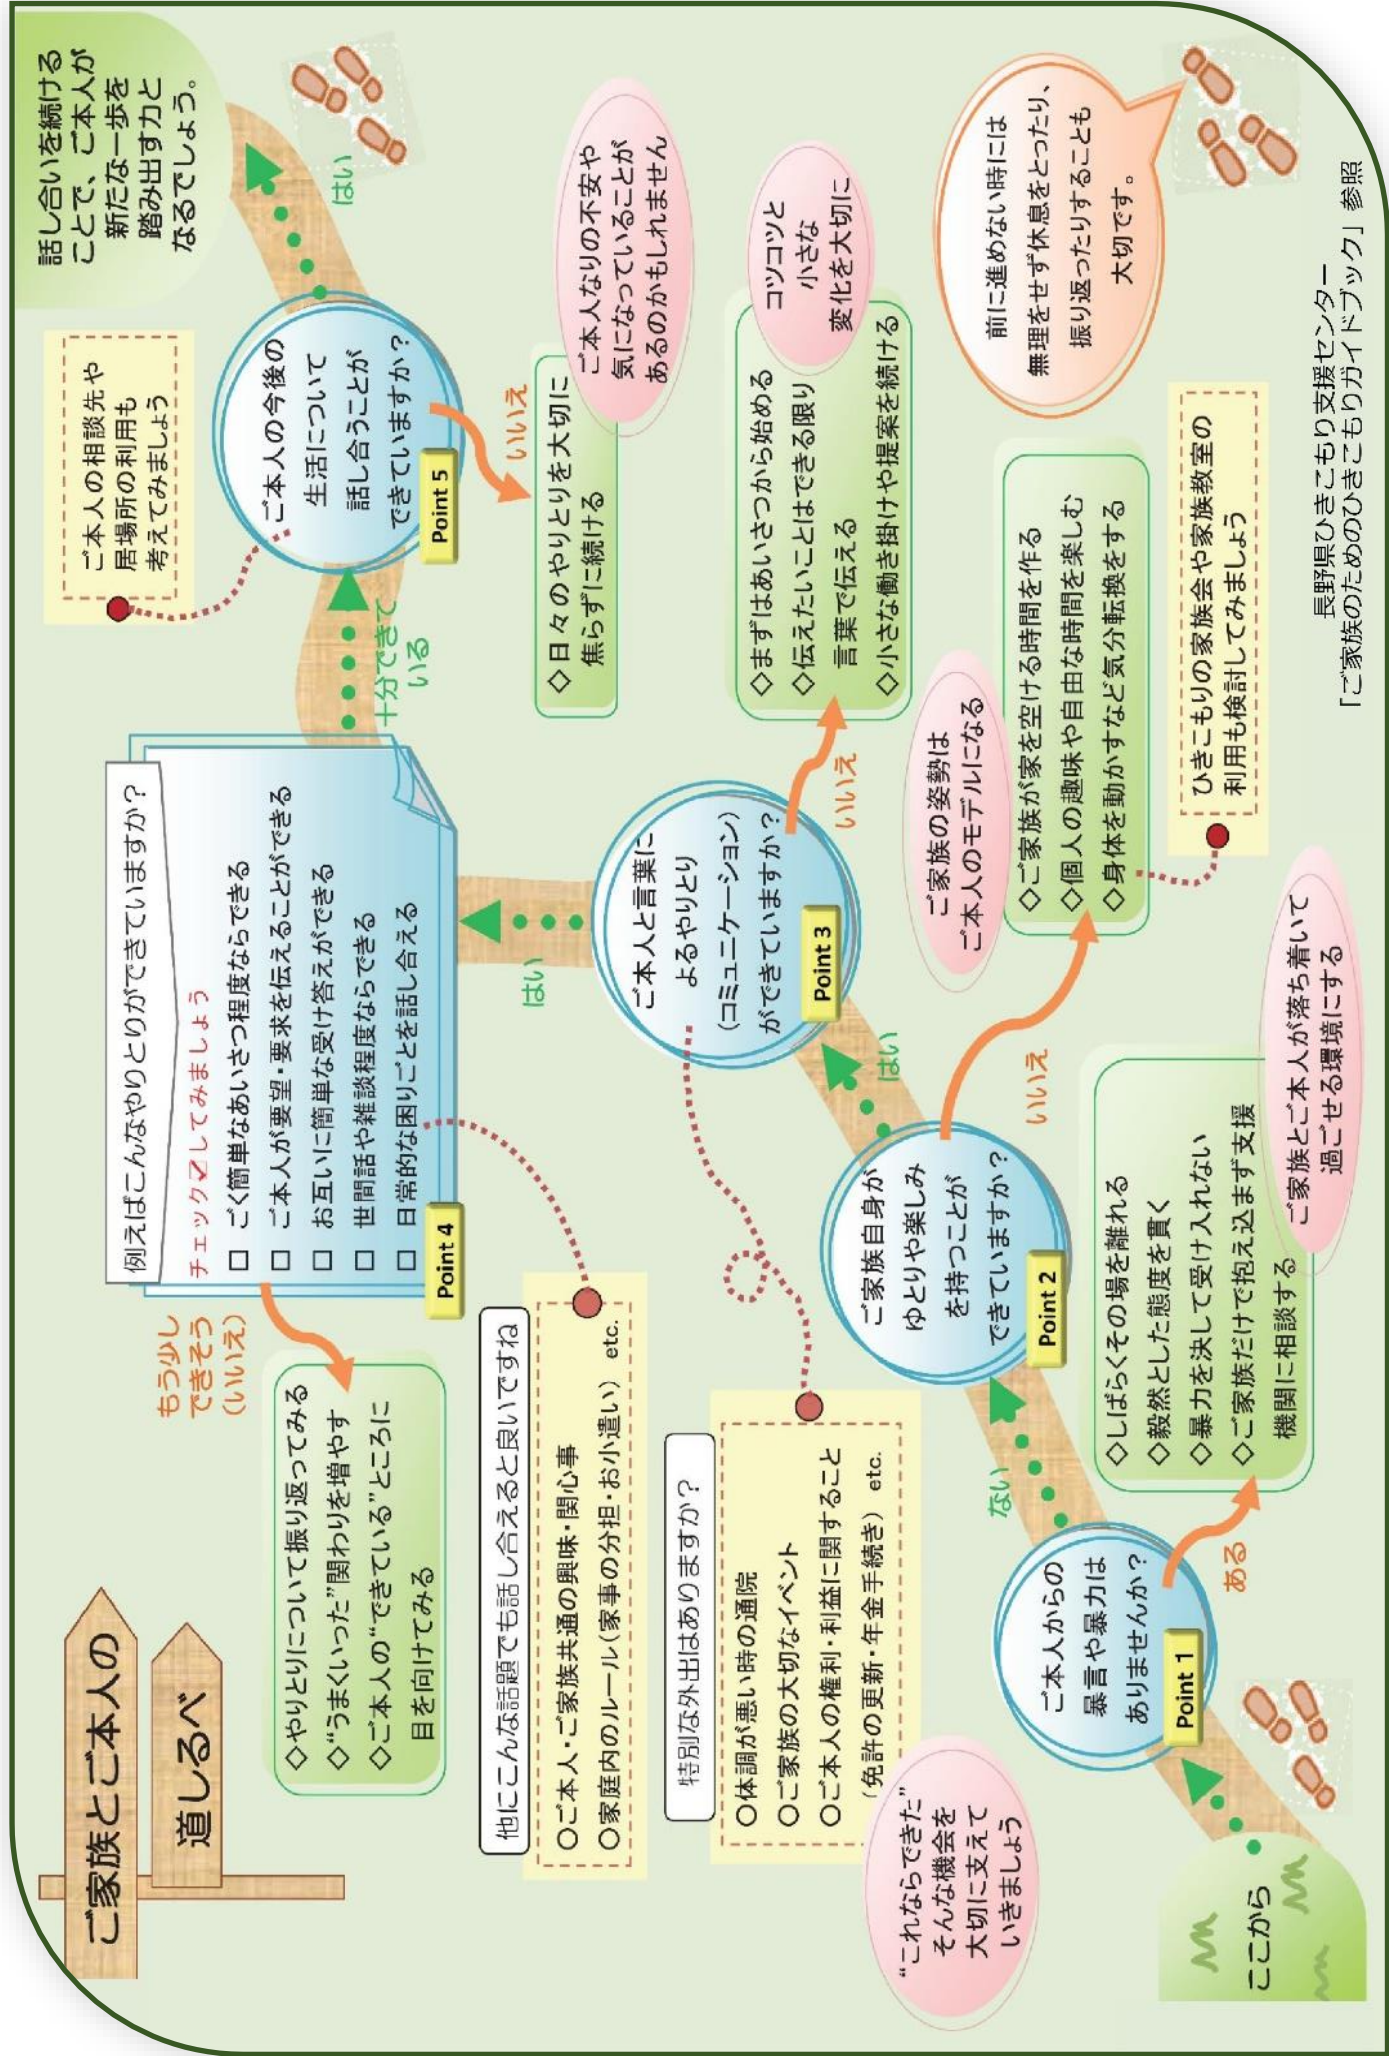 ご家族とご本人の
道しるべ
ここから
Point 1
ご本人からの
暴言や暴力は
ありませんか？
ある
◇しばらくその場を離れる
◇毅然とした態度を貫く
◇暴力を決して受け入れない
◇ご家族だけで抱え込まず支援
機関に相談する
ご家族とご本人が落ち着いて
過ごせる環境にする
ない
Point 2
ご家族自身が
ゆとりや楽しみ
を持つことが
できていますか？
いいえ
ご家族の姿勢は
ご本人のモデルになる
◇ご家族が家を空ける時間を作る
◇個人の趣味や自由な時間を楽しむ
◇身体を動かすなど気分転換をする
ひきこもりの家族会や家族教室の
利用も検討してみましょう
はい
Point 3
ご本人と言葉に
よるやりとり
（コミュニケーション）
ができていますか？
いいえ
◇まずはあいさつから始める
◇伝えたいことはできる限り
言葉で伝える
◇小さな働き掛けや提案を続ける
コツコツと
小さな
変化を大切に
特別な外出はありますか？
○体調が悪い時の通院
○ご家族の大切なイベント
○ご本人の権利・利益に関すること
（免許の更新・年金手続き） etc.
“これならできた”
そんな機会を
大切に支えて
いきましょう
はい
Point 4
例えばこんなやりとりができていますか？
チェック✓してみましょう
□ ごく簡単なあいさつ程度ならできる
□ ご本人が要望・要求を伝えることができる
□ お互いに簡単な受け答えができる
□ 世間話や雑談程度ならできる
□ 日常的な困りごとを話し合える
もう少し
できそう
（いいえ）
◇やりとりについて振り返ってみる
◇“うまくいった”関わりを増やす
◇ご本人の“できている”ところに
目を向けてみる
他にこんな話題でも話し合えると良いですね
○ご本人・ご家族共通の興味・関心事
○家庭内のルール（家事の分担・お小遣い） etc.
十分できて
いる
Point 5
ご本人の今後の
生活について
話し合うことが
できていますか？
ご本人の相談先や
居場所の利用も
考えてみましょう
いいえ
◇日々のやりとりを大切に
焦らずに続ける
ご本人なりの不安や
気になっていることが
あるのかもしれません
はい
話し合いを続ける
ことで、ご本人が
新たな一歩を
踏み出す力と
なるでしょう。
前に進めない時には
無理をせず休息をとったり、
振り返ったりすることも
大切です。
長野県ひきこもり支援センター
「ご家族のためのひきこもりガイドブック」参照